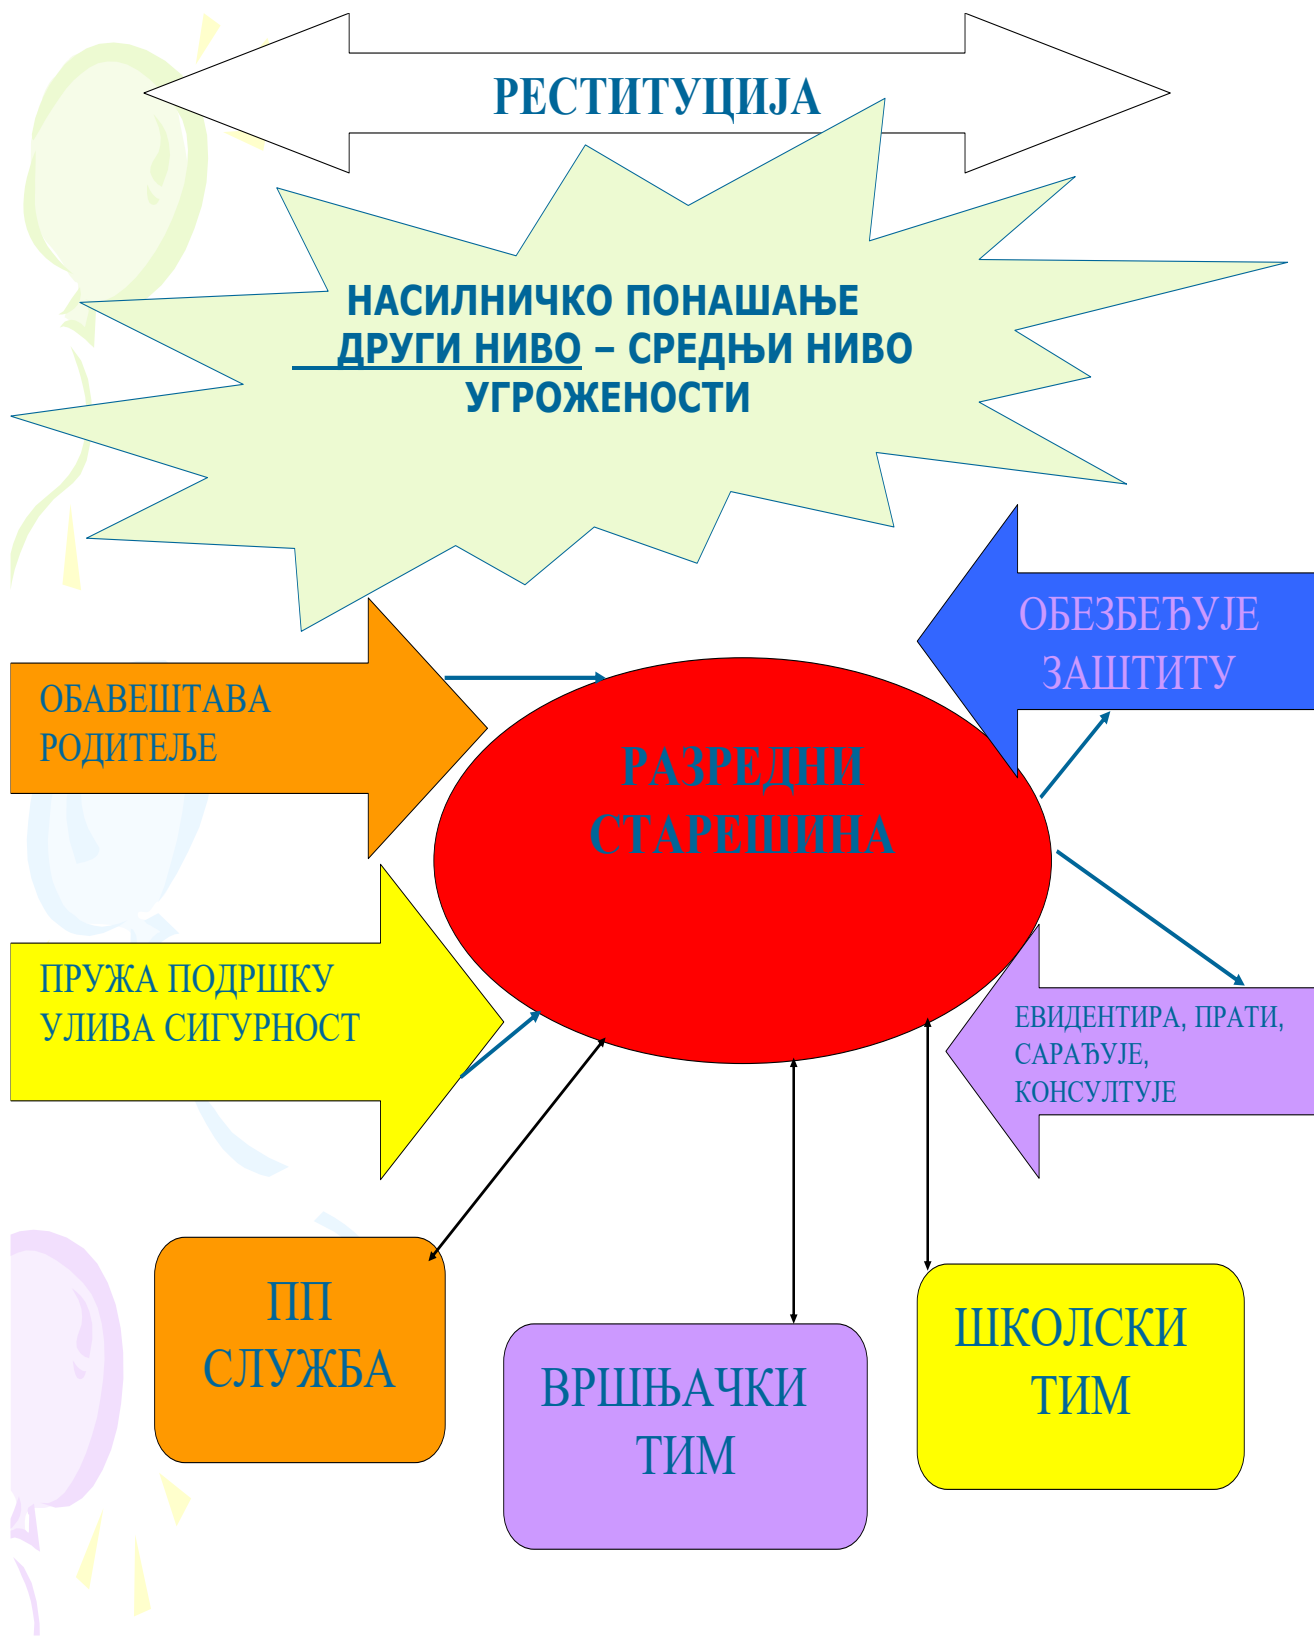 РЕСТИТУЦИЈА
НАСИЛНИЧКО ПОНАШАЊЕ
ДРУГИ НИВО – СРЕДЊИ НИВО
УГРОЖЕНОСТИ
ОБЕЗБЕЂУЈЕ
ЗАШТИТУ
ОБАВЕШТАВА
РОДИТЕЉЕ
РАЗРЕДНИ
СТАРЕШИНА
ПРУЖА ПОДРШКУ
УЛИВА СИГУРНОСТ
ЕВИДЕНТИРА, ПРАТИ,
САРАЂУЈЕ,
КОНСУЛТУЈЕ
ПП
СЛУЖБА
ВРШЊАЧКИ
ТИМ
ШКОЛСКИ
ТИМ